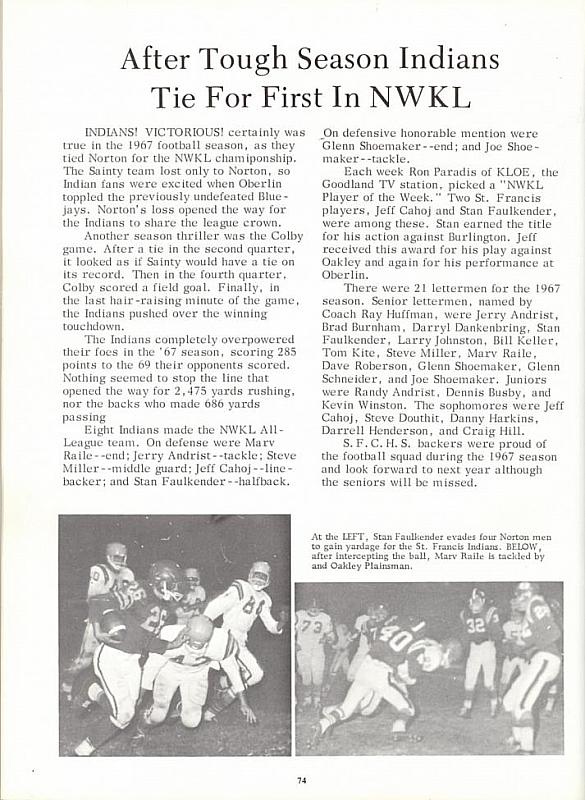 After Tough Season Indians
Tie For First In NWKL
INDIANS! VICTORIOUS! certainly was
true in the 1967 football season, as they
tied Norton for the NWKL chamiponship.
The Sainty team lost only to Norton, so
Indian fans were excited when Oberlin
toppled the previously undefeated Blue-
jays. Norton's loss opened the way for
the Indians to share the league crown.
Another season thriller was the Colby
game. After a tie in the second quarter,
it looked as if Sainty would have a tie on
its record. Then in the fourth quarter,
Colby scored a field goal. Finally, in
the last hair-raising minute of the game,
the Indians pushed over the winning
touchdown.
The Indians completely overpowered
their foes in the '67 season, scoring 285
points to the 69 their opponents scored.
Nothing seemed to stop the line that
opened the way for 2,475 yards rushing,
nor the backs who made 686 yards
passing
Eight Indians made the NWKL All-
League team. On defense were Marv
Raile--end; Jerry Andrist--tackle; Steve
Miller--middle guard; Jeff Cahoj--line-
backer; and Stan Faulkender--halfback.
On defensive honorable mention were
Glenn Shoemaker--end; and Joe Shoe-
maker--tackle.
Each week Ron Paradis of KLOE, the
Goodland TV station, picked a "NWKL
Player of the Week." Two St. Francis
players, Jeff Cahoj and Stan Faulkender,
were among these. Stan earned the title
for his action against Burlington. Jeff
received this award for his play against
Oakley and again for his performance at
Oberlin.
There were 21 lettermen for the 1967
season. Senior lettermen, named by
Coach Ray Huffman, were Jerry Andrist,
Brad Burnham, Darryl Dankenbring, Stan
Faulkender, Larry Johnston, Bill Keller,
Tom Kite, Steve Miller, Marv Raile,
Dave Roberson, Glenn Shoemaker, Glenn
Schneider, and Joe Shoemaker. Juniors
were Randy Andrist, Dennis Busby, and
Kevin Winston. The sophomores were Jeff
Cahoj, Steve Douthit, Danny Harkins,
Darrell Henderson, and Craig Hill.
S.F.C.H.S. backers were proud of
the football squad during the 1967 season
and look forward to next year although
the seniors will be missed.
At the LEFT, Stan Faulkender evades four Norton men
to gain yardage for the St. Francis Indians. BELOW,
after intercepting the ball, Marv Raile is tackled by
and Oakley Plainsman.
26
73
40
32
74